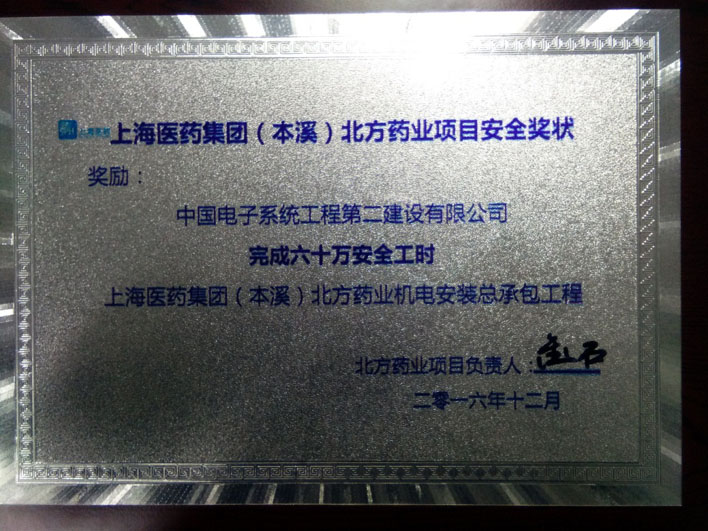 上海医药 上海医药集团（本溪）北方药业项目安全奖状
奖励：
中国电子系统工程第二建设有限公司
完成六十万安全工时
上海医药集团（本溪）北方药业机电安装总承包工程
北方药业项目负责人：
二零一六年十二月